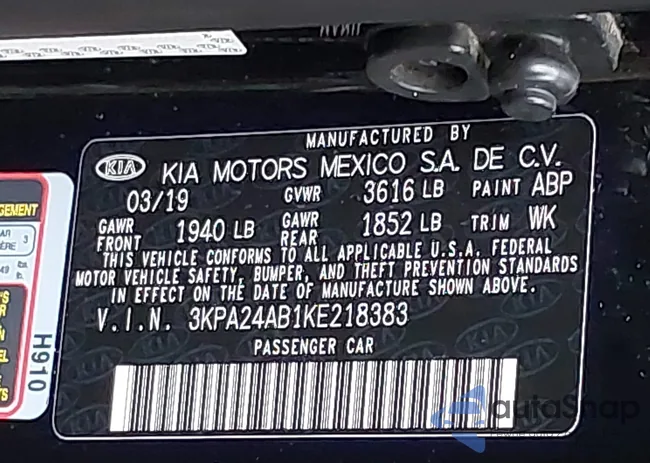 MANUFACTURED BY
KIA KIA MOTORS MEXICO S.A. DE C.V.
03/19 GVWR 3616 LB PAINT ABP
GAWR FRONT 1940 LB GAWR REAR 1852 LB TRIM WK
THIS VEHICLE CONFORMS TO ALL APPLICABLE U.S.A. FEDERAL
MOTOR VEHICLE SAFETY, BUMPER, AND THEFT PREVENTION STANDARDS
IN EFFECT ON THE DATE OF MANUFACTURE SHOWN ABOVE.
V.I.N. 3KPA24AB1KE218383
PASSENGER CAR
H910
autoSnap